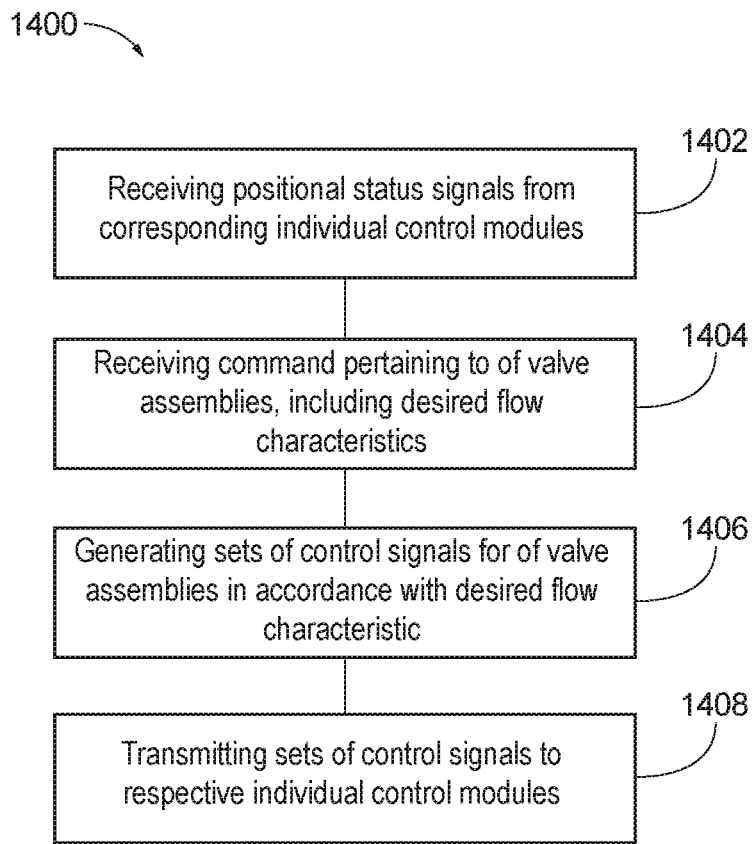 1400
1402
Receiving positional status signals from
corresponding individual control modules
1404
Receiving command pertaining to of valve
assemblies, including desired flow
characteristics
1406
Generating sets of control signals for of valve
assemblies in accordance with desired flow
characteristic
1408
Transmitting sets of control signals to
respective individual control modules